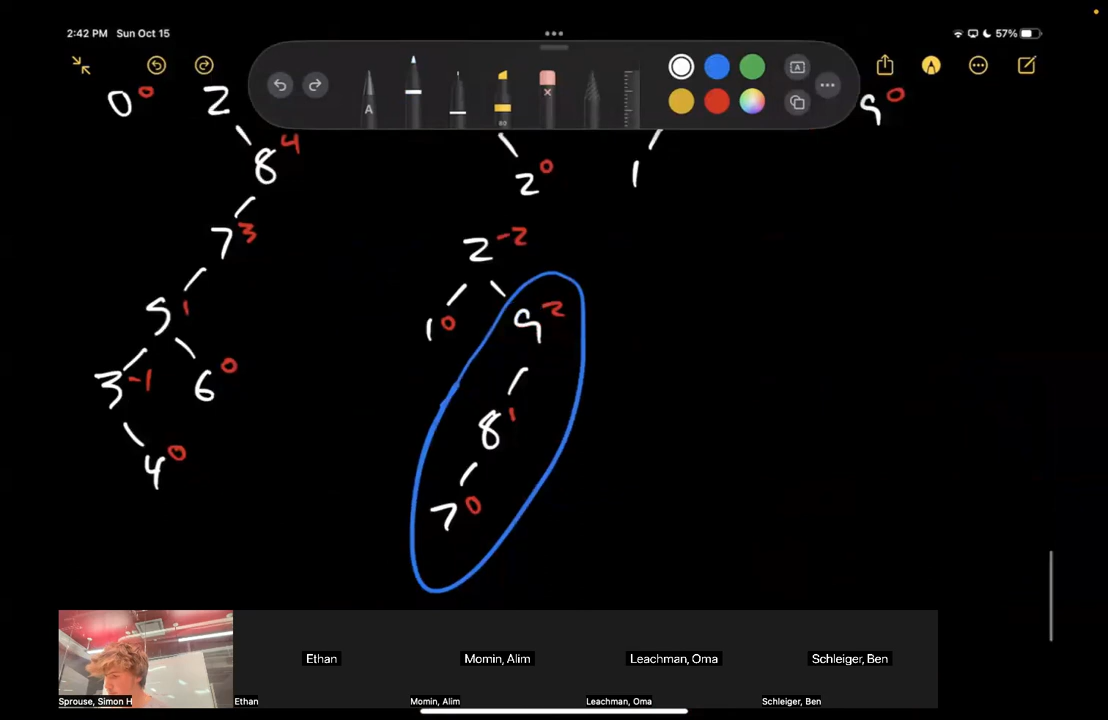 2:42 PM Sun Oct 15
57%
A
80
A
0 0 2 9 0
8 4 2 0 1
7 3 2 -2
5 1 1 0 9 2
3 -1 6 0 8 1
4 0 7 0
Ethan
Momin, Alim
Leachman, Oma
Schleiger, Ben
Sprouse, Simon H
Ethan
Momin, Alim
Leachman, Oma
Schleiger, Ben